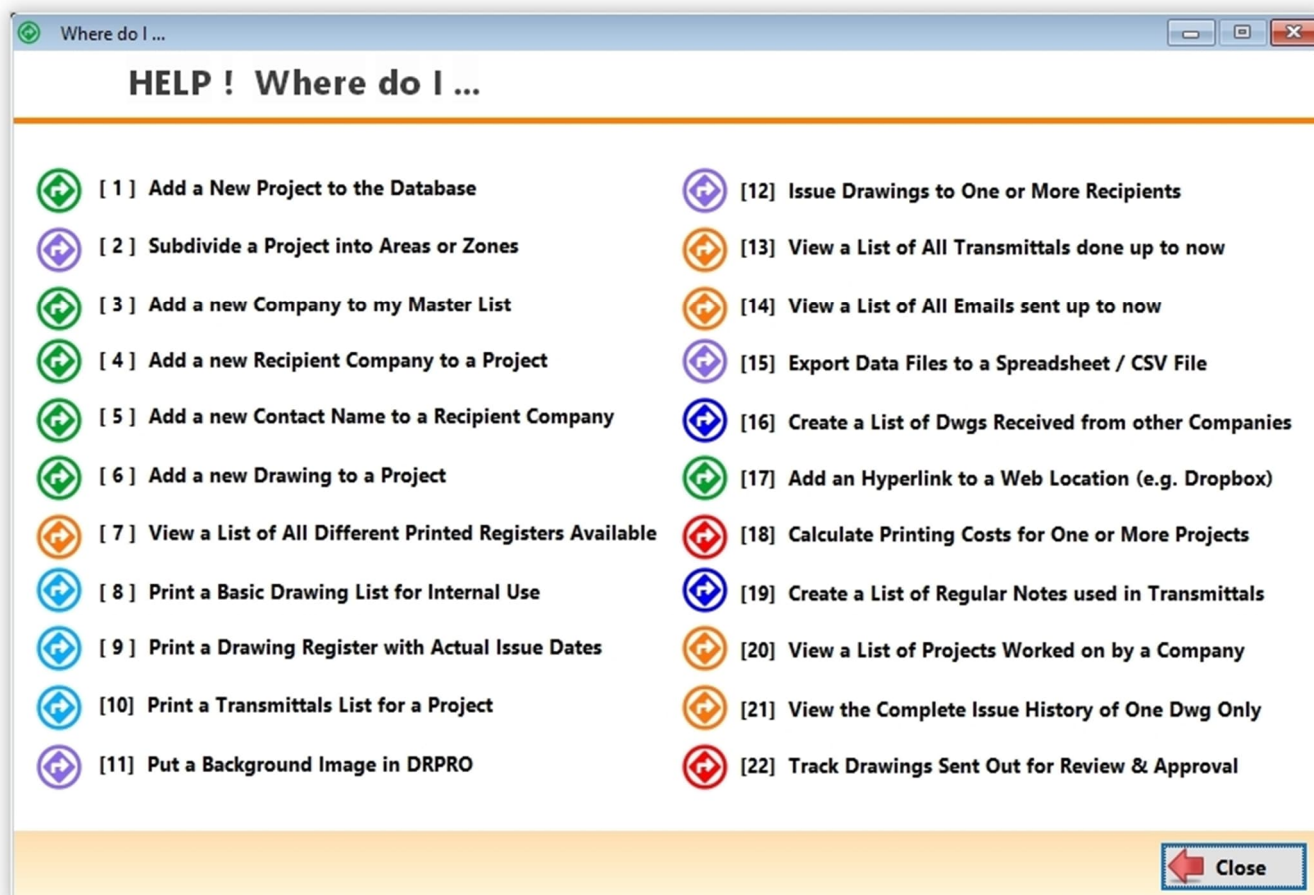 Where do I ...
HELP ! Where do I ...
[ 1 ] Add a New Project to the Database
[ 2 ] Subdivide a Project into Areas or Zones
[ 3 ] Add a new Company to my Master List
[ 4 ] Add a new Recipient Company to a Project
[ 5 ] Add a new Contact Name to a Recipient Company
[ 6 ] Add a new Drawing to a Project
[ 7 ] View a List of All Different Printed Registers Available
[ 8 ] Print a Basic Drawing List for Internal Use
[ 9 ] Print a Drawing Register with Actual Issue Dates
[10] Print a Transmittals List for a Project
[11] Put a Background Image in DRPRO
[12] Issue Drawings to One or More Recipients
[13] View a List of All Transmittals done up to now
[14] View a List of All Emails sent up to now
[15] Export Data Files to a Spreadsheet / CSV File
[16] Create a List of Dwgs Received from other Companies
[17] Add an Hyperlink to a Web Location (e.g. Dropbox)
[18] Calculate Printing Costs for One or More Projects
[19] Create a List of Regular Notes used in Transmittals
[20] View a List of Projects Worked on by a Company
[21] View the Complete Issue History of One Dwg Only
[22] Track Drawings Sent Out for Review & Approval
Close